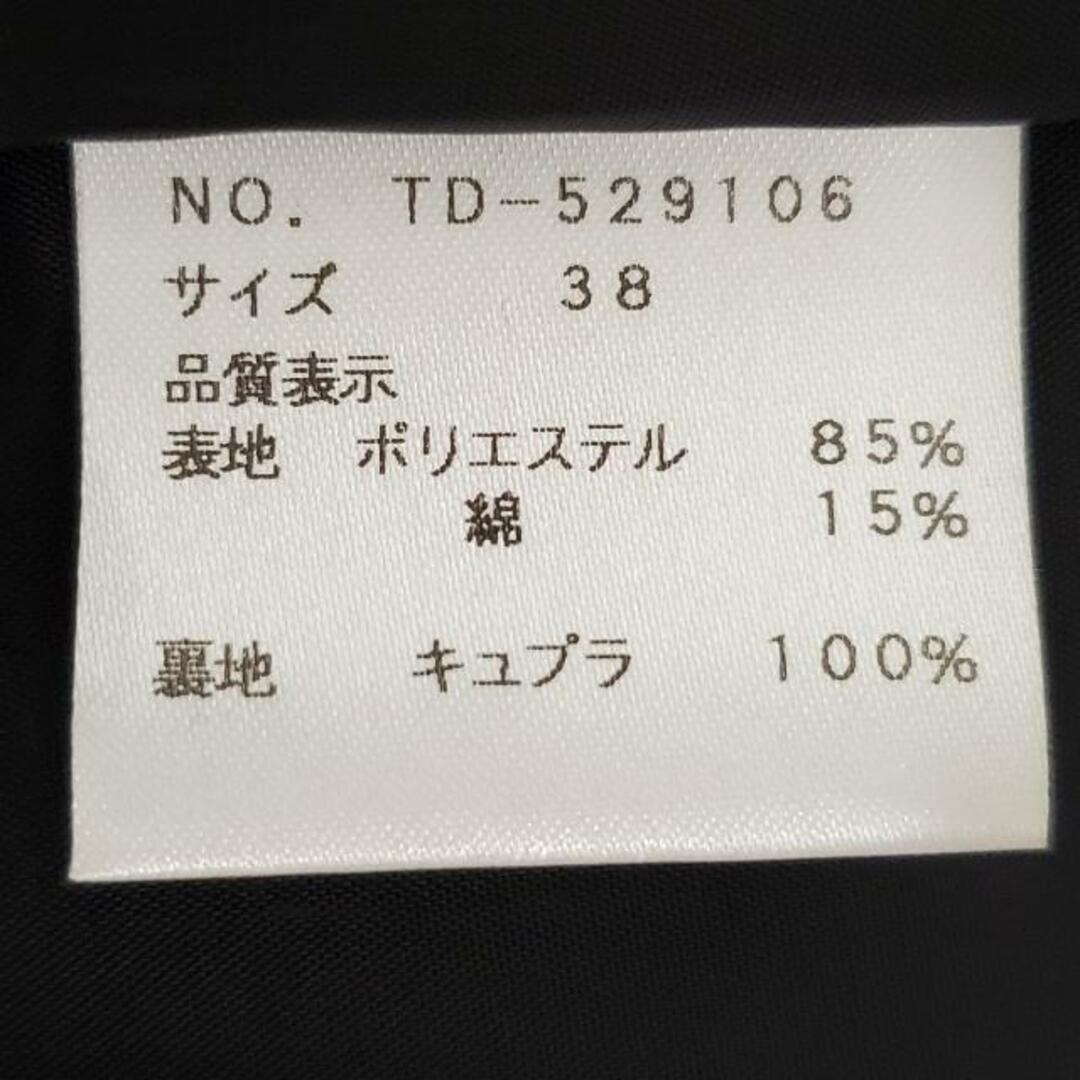 NO. TD-529106
サイズ 38
品質表示
表地 ポリエステル 85%
綿 15%
裏地 キュプラ 100%